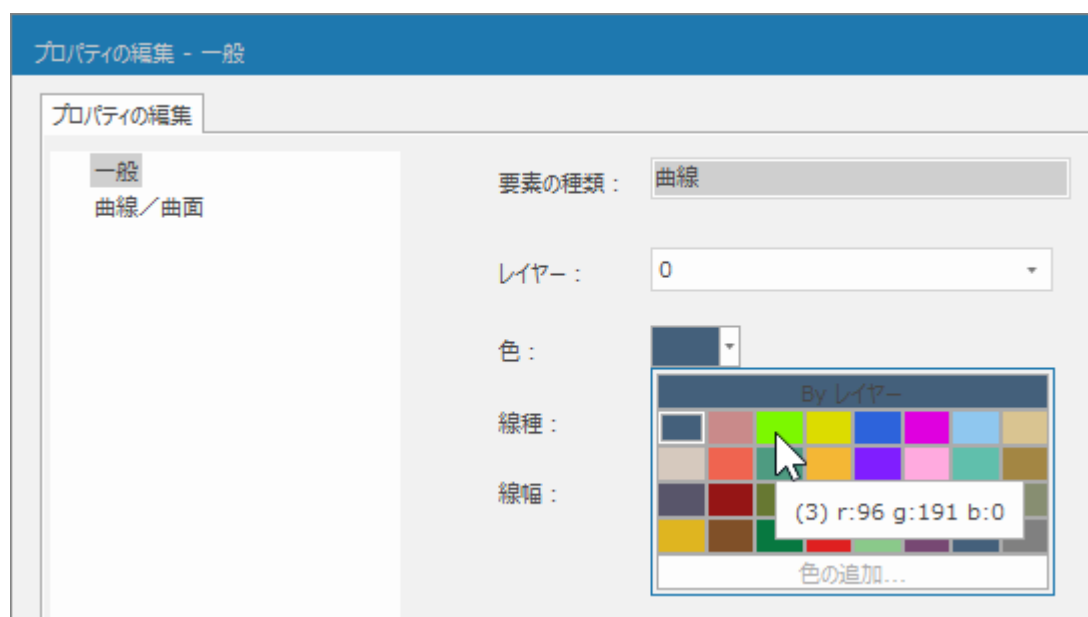 プロパティの編集 - 一般
プロパティの編集
一般
曲線／曲面
要素の種類：
曲線
レイヤー：
0
色：
By レイヤー
線種：
線幅：
(3) r:96 g:191 b:0
色の追加...